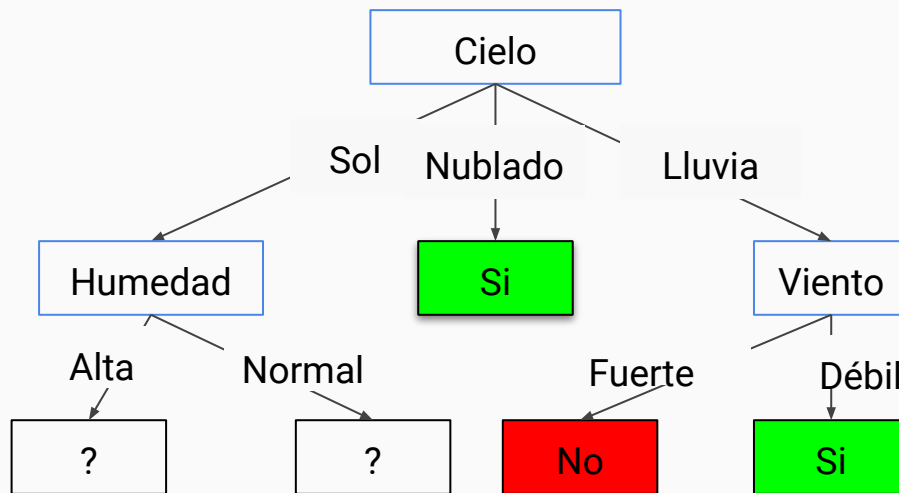 Cielo
Sol
Nublado
Lluvia
Humedad
Si
Viento
Alta
Normal
Fuerte
Débil
?
?
No
Si